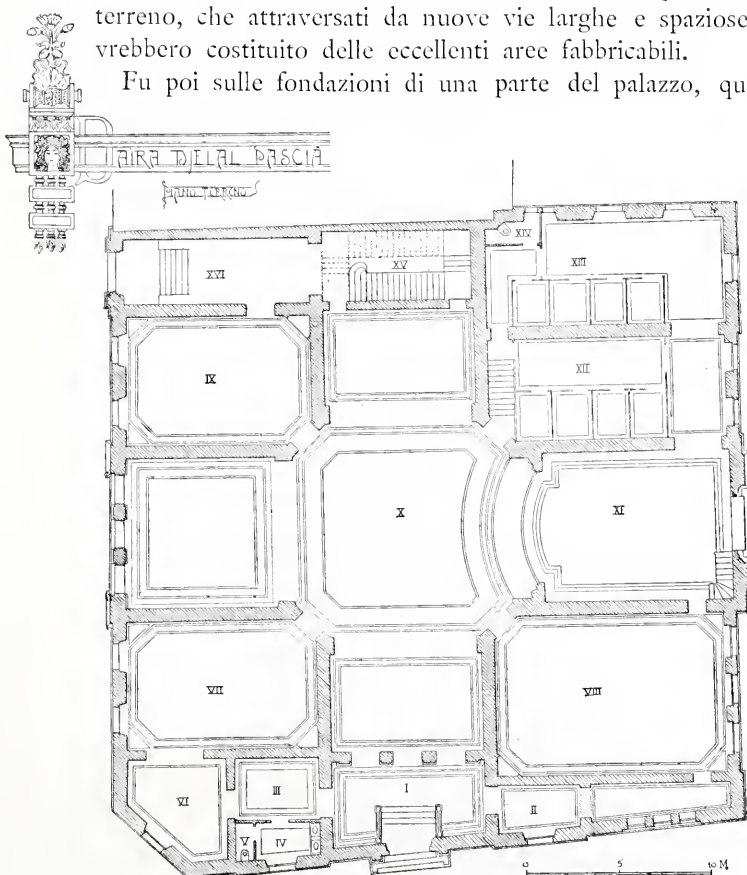 terreno, che attraversati da nuove vie larghe e spaziose
vrebbero costituito delle eccellenti aree fabbricabili.
Fu poi sulle fondazioni di una parte del palazzo, qu
DJELAL PASCIÀ
PIANO TERRENO
XIV
XIII
XVI
XV
IX
XII
X
XI
VII
VIII
VI
III
I
II
V
IV
0 5 10 M